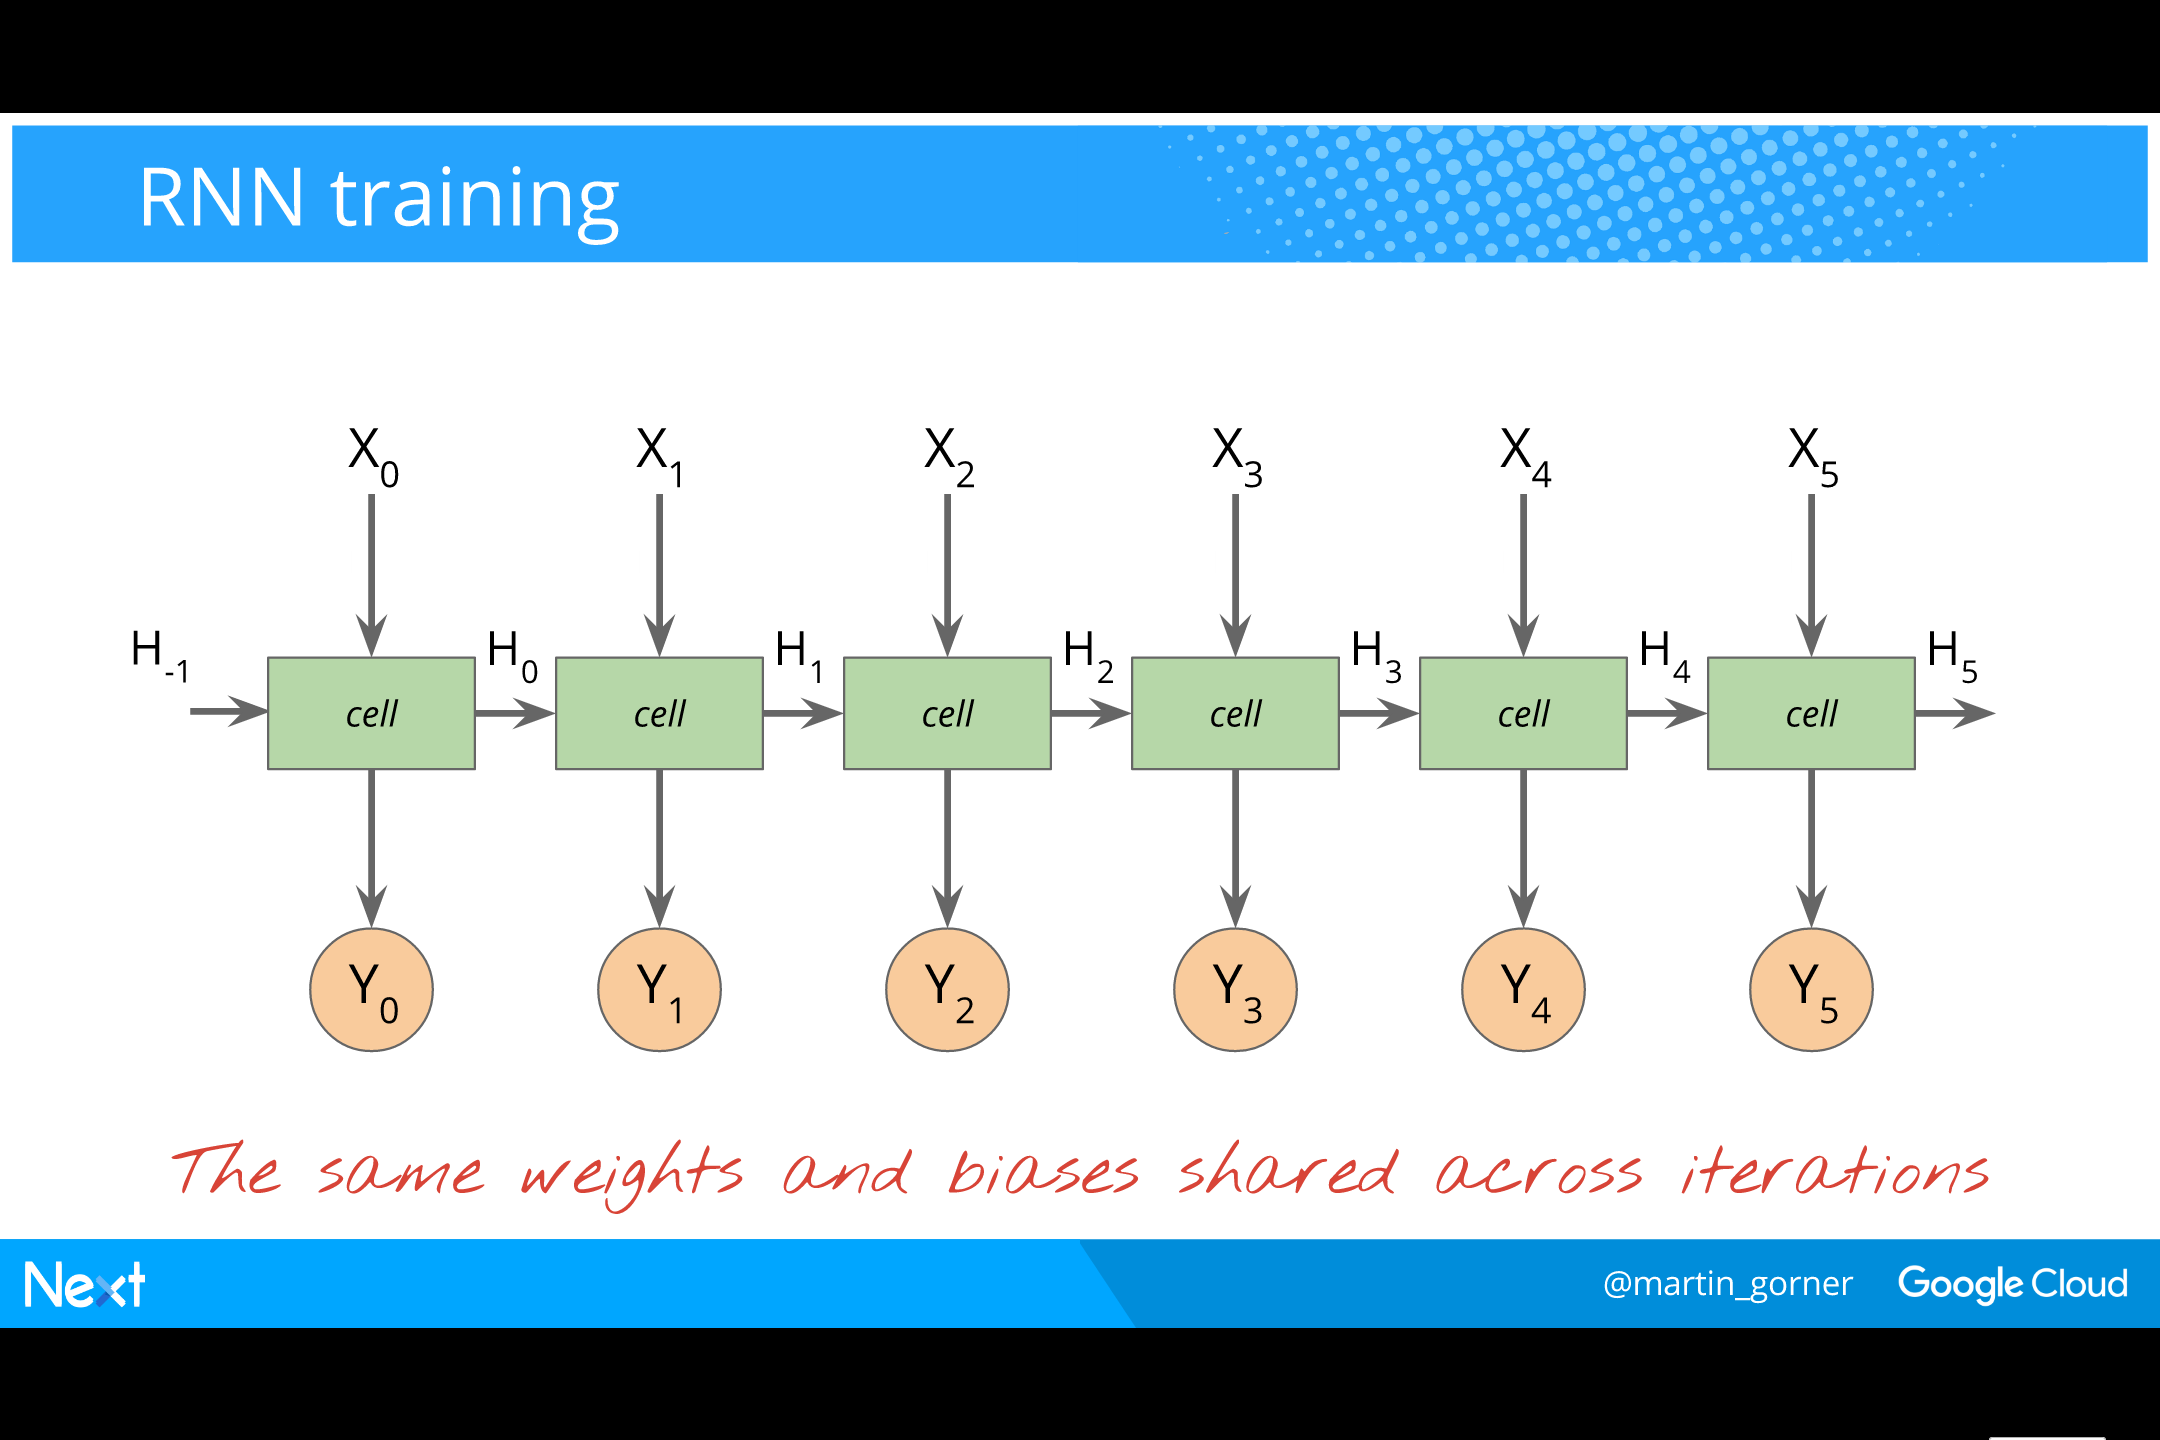 RNN training
X0 X1 X2 X3 X4 X5
H-1 H0 H1 H2 H3 H4 H5
cell cell cell cell cell cell
Y0 Y1 Y2 Y3 Y4 Y5
The same weights and biases shared across iterations
Next @martin_gorner Google Cloud